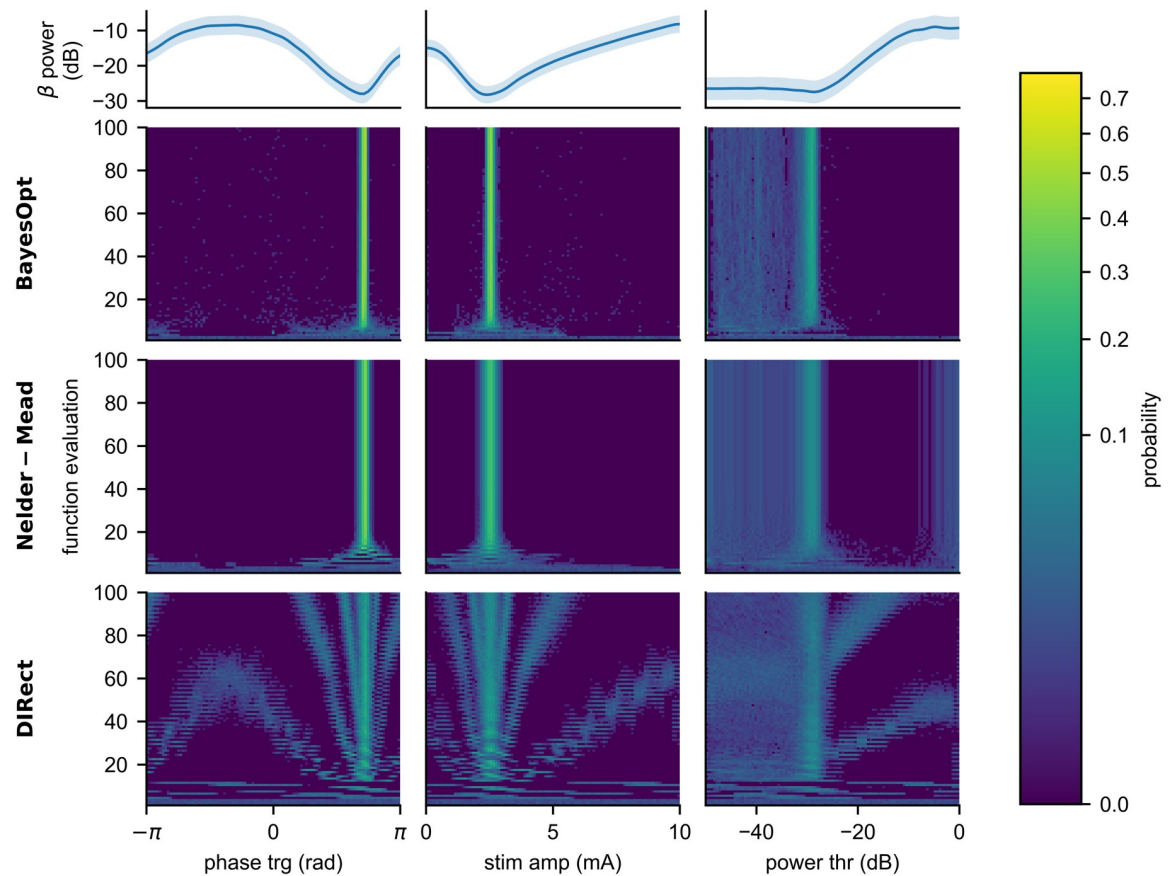 β power
(dB)
−10
−20
−30
BayesOpt
100
80
60
40
20
Nelder − Mead
function evaluation
100
80
60
40
20
DIRect
100
80
60
40
20
−π
0
π
phase trg (rad)
0
5
10
stim amp (mA)
−40
−20
0
power thr (dB)
0.7
0.6
0.5
0.4
0.3
0.2
0.1
0.0
probability